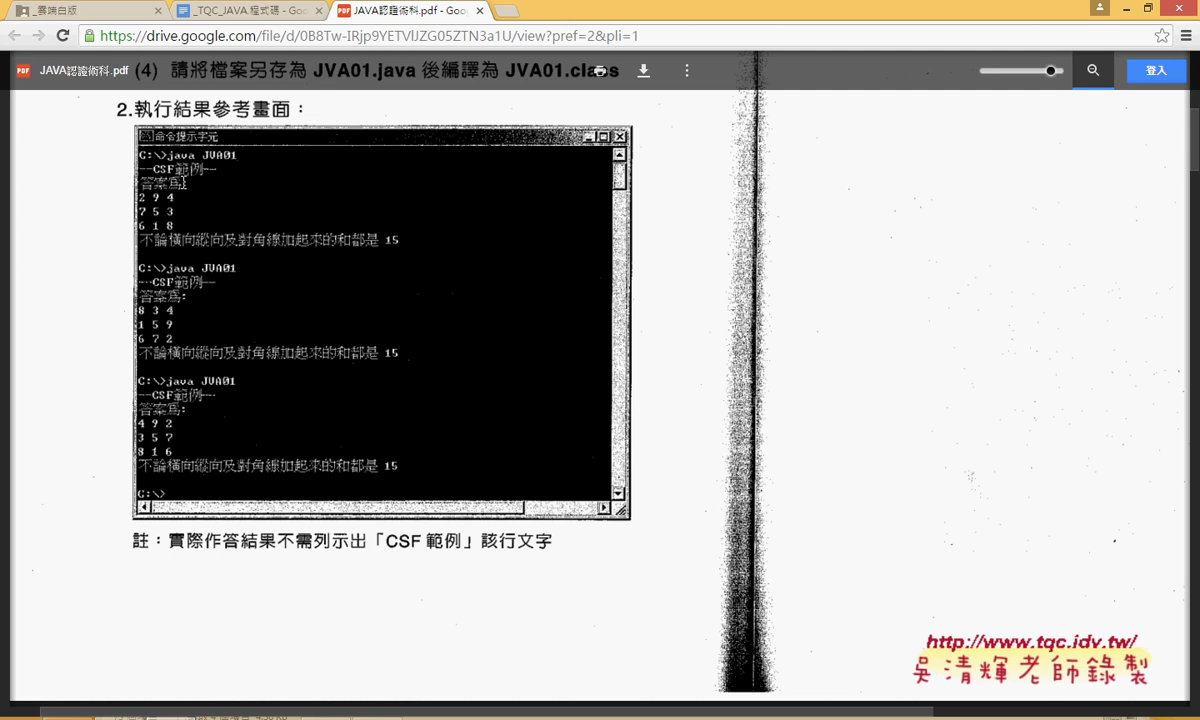 _雲端白版
_TQC_JAVA.程式碼 - Goo
JAVA認證術科.pdf - Goo
https://drive.google.com/file/d/0B8Tw-IRjp9YETVlJZG05ZTN3a1U/view?pref=2&pli=1
PDF JAVA認證術科.pdf
登入
(4) 請將檔案另存為 JVA01.java 後編譯為 JVA01.class
2.執行結果參考畫面：
命令提示字元
C:\>java JVA01
--CSF範例--
答案為:
2 9 4
7 5 3
6 1 8
不論橫向縱向及對角線加起來的和都是 15
C:\>java JVA01
--CSF範例--
答案為:
8 3 4
1 5 9
6 7 2
不論橫向縱向及對角線加起來的和都是 15
C:\>java JVA01
--CSF範例--
答案為:
4 9 2
3 5 7
8 1 6
不論橫向縱向及對角線加起來的和都是 15
C:\>
註：實際作答結果不需列示出「CSF 範例」該行文字
http://www.tqc.idv.tw/
吳清輝老師錄製